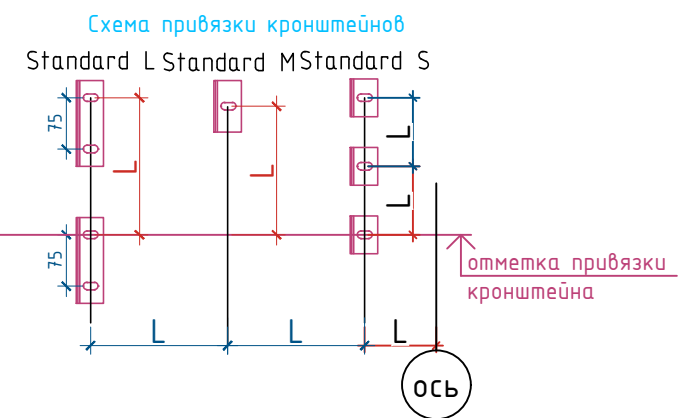 Схема привязки кронштейнов
Standard L Standard M Standard S
75
L
L
L
L
75
отметка привязки
кронштейна
L
L
L
ось